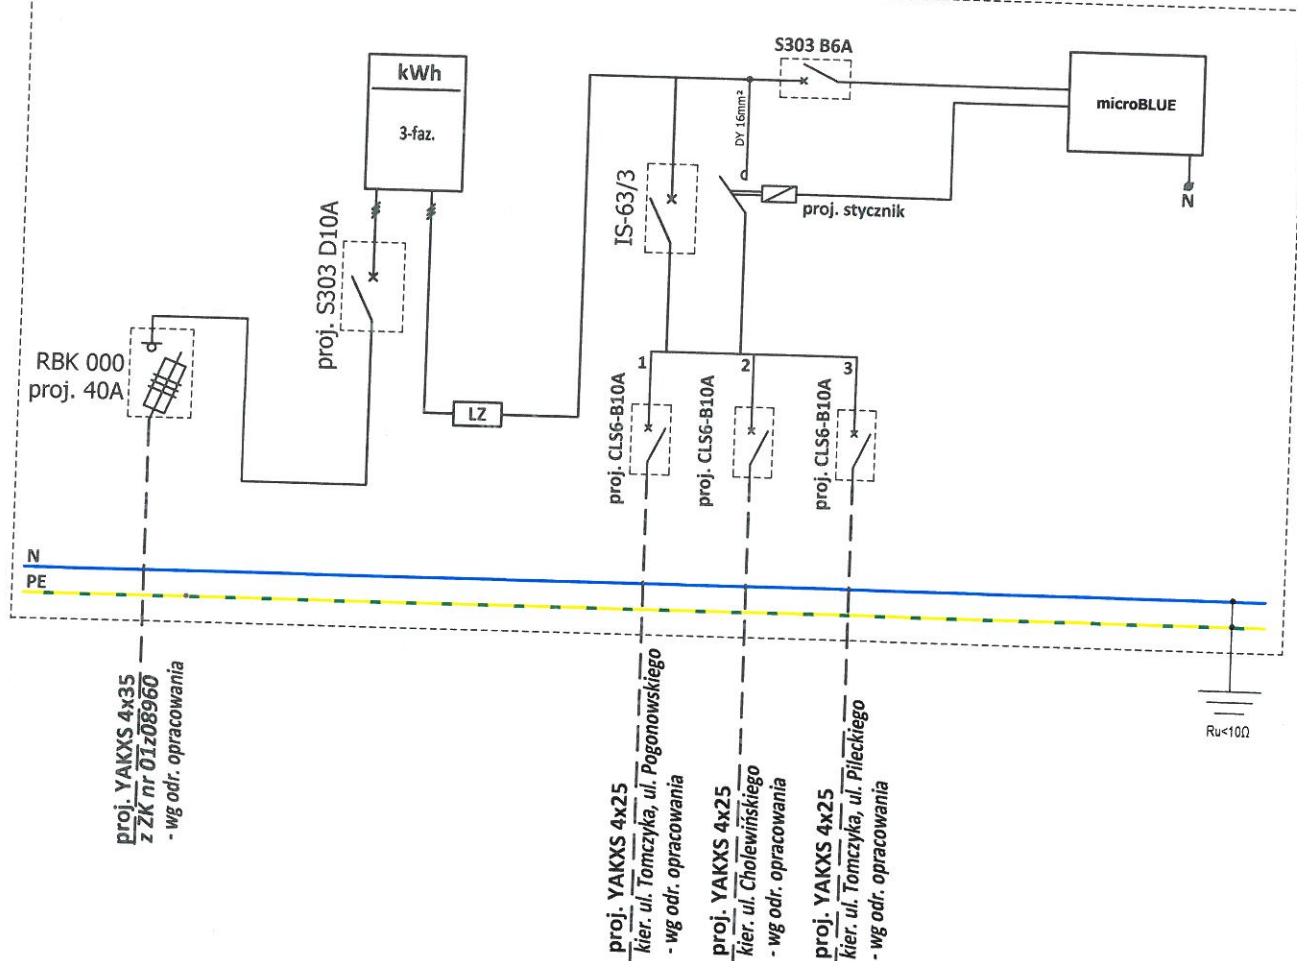 S303 B6A
kWh
3-faz.
microBLUE
DY 16mm²
N
IS-63/3
proj. stycznik
proj. S303 D10A
RBK 000
proj. 40A
LZ
1
2
3
proj. CLS6-B10A
proj. CLS6-B10A
proj. CLS6-B10A
N
PE
proj. YAKXS 4x35
z ZK nr 01z08960
- wg odr. opracowania
proj. YAKXS 4x25
kier. ul. Tomczyka, ul. Pogonowskiego
- wg odr. opracowania
proj. YAKXS 4x25
kier. ul. Cholewińskiego
- wg odr. opracowania
proj. YAKXS 4x25
kier. ul. Tomczyka, ul. Pileckiego
- wg odr. opracowania
Ru<10Ω